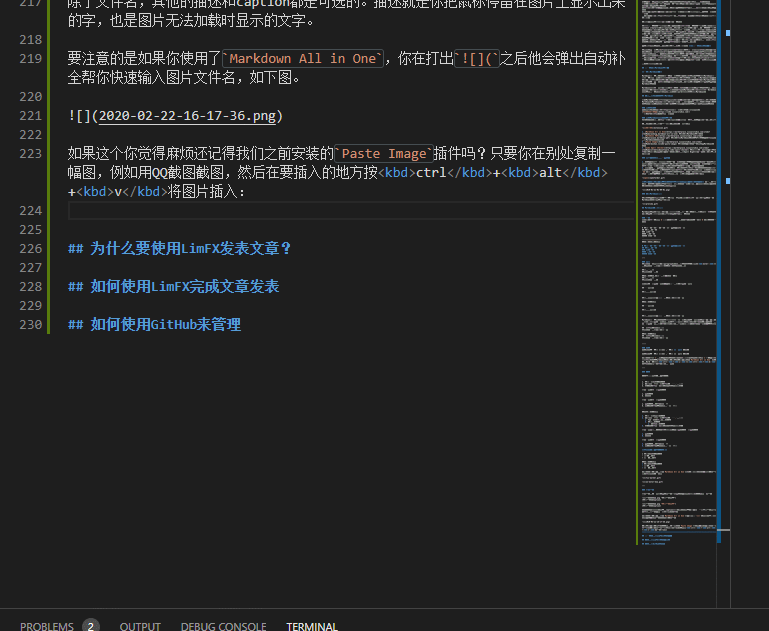 217 除了文件名，其他的描述和caption都是可选的。描述就是你把鼠标停留在图片上显示出来
的字，也是图片无法加载时显示的文字。
218
219 要注意的是如果你使用了`Markdown All in One`，你在打出`![](`之后他会弹出自动补
全帮你快速输入图片文件名，如下图。
220
221 ![](2020-02-22-16-17-36.png)
222
223 如果这个你觉得麻烦还记得我们之前安装的`Paste Image`插件吗？只要你在别处复制一
幅图，例如用QQ截图截图，然后在要插入的地方按<kbd>ctrl</kbd>+<kbd>alt</kbd>
+<kbd>v</kbd>将图片插入：
224
225
226 ## 为什么要使用LimFX发表文章？
227
228 ## 如何使用LimFX完成文章发表
229
230 ## 如何使用GitHub来管理
PROBLEMS 2 OUTPUT DEBUG CONSOLE TERMINAL